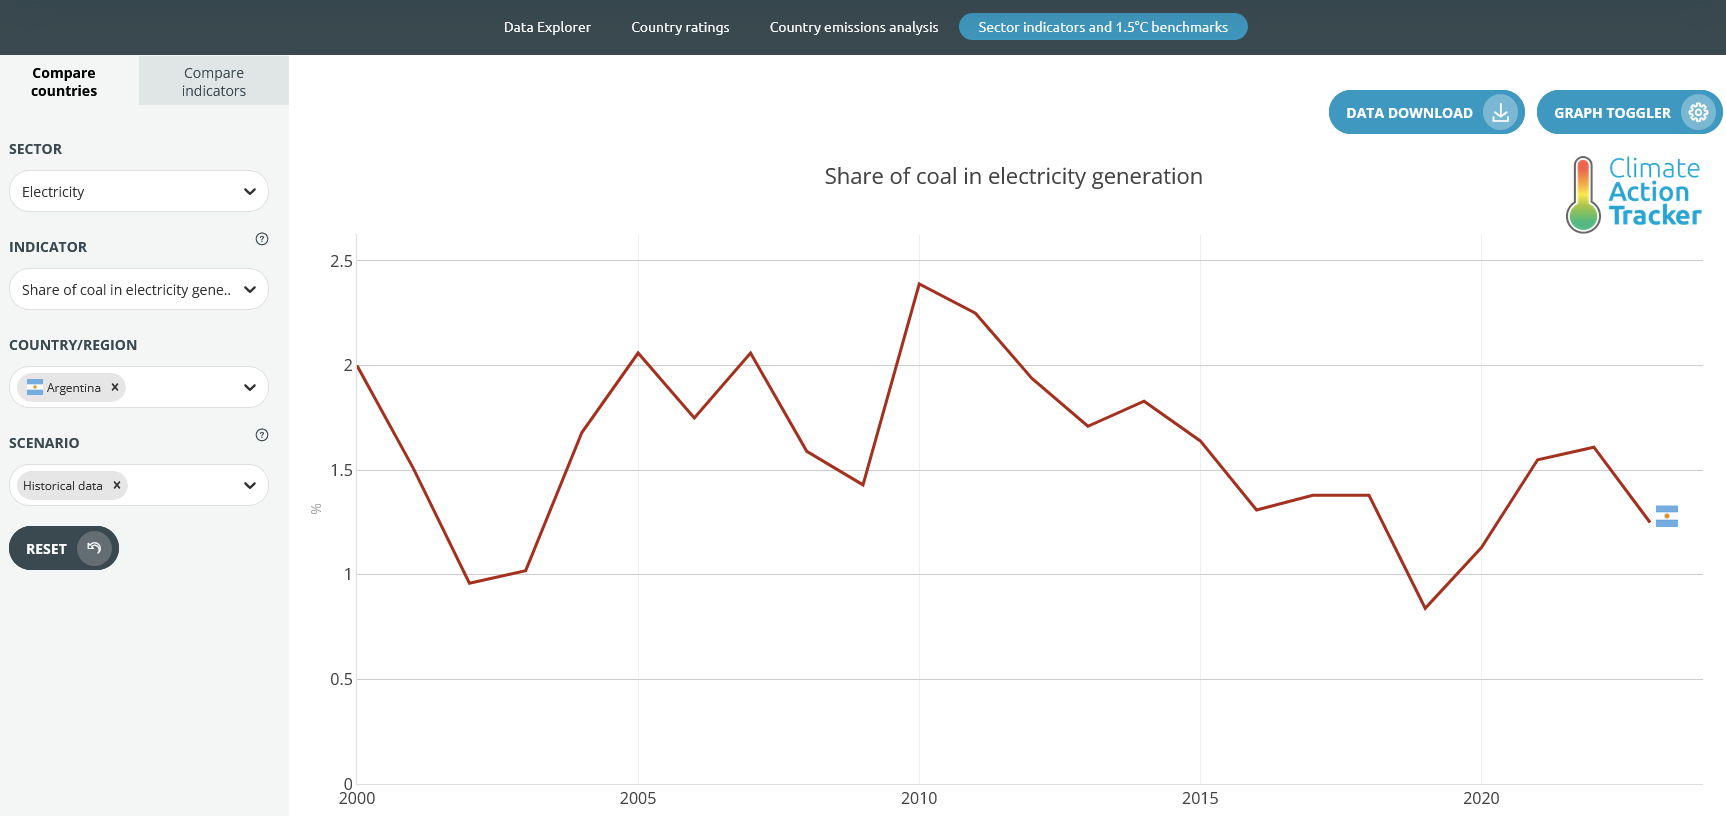 Data Explorer
Country ratings
Country emissions analysis
Sector indicators and 1.5°C benchmarks
Compare
countries
Compare
indicators
SECTOR
Electricity
INDICATOR
?
Share of coal in electricity gene..
COUNTRY/REGION
Argentina ×
SCENARIO
?
Historical data ×
RESET
DATA DOWNLOAD
GRAPH TOGGLER
Share of coal in electricity generation
Climate
Action
Tracker
2.5
2
1.5
1
0.5
0
%
2000
2005
2010
2015
2020